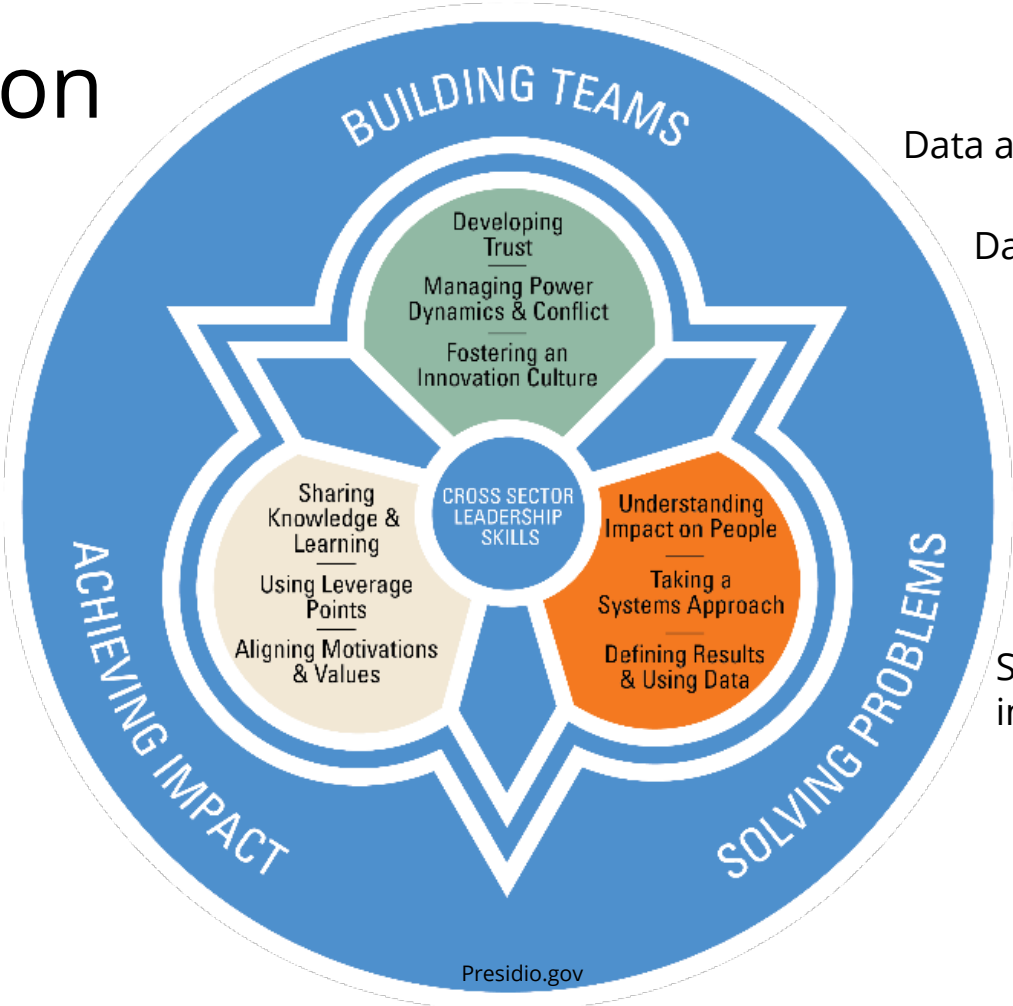 on
Data a
Da
S
in
BUILDING TEAMS
Developing
Trust
Managing Power
Dynamics & Conflict
Fostering an
Innovation Culture
CROSS SECTOR
LEADERSHIP
SKILLS
Sharing
Knowledge &
Learning
Using Leverage
Points
Aligning Motivations
& Values
Understanding
Impact on People
Taking a
Systems Approach
Defining Results
& Using Data
ACHIEVING IMPACT
SOLVING PROBLEMS
Presidio.gov